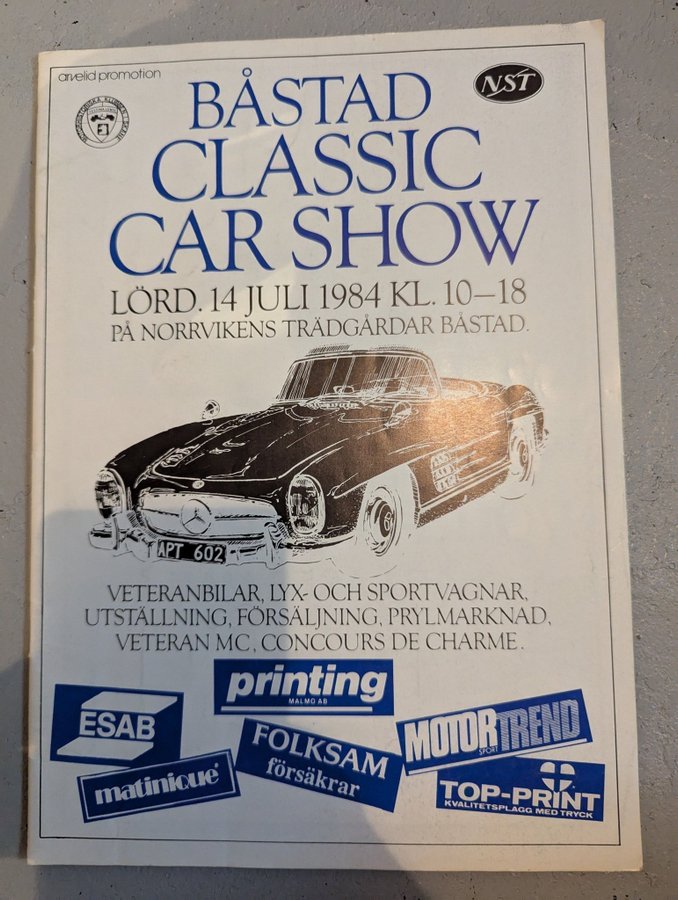 arvelid promotion
NST
BÅSTAD
CLASSIC
CAR SHOW
LÖRD. 14 JULI 1984 KL. 10–18
PÅ NORRVIKENS TRÄDGÅRDAR BÅSTAD.
APT 602
VETERANBILAR, LYX- OCH SPORTVAGNAR,
UTSTÄLLNING, FÖRSÄLJNING, PRYLMARKNAD,
VETERAN MC, CONCOURS DE CHARME.
printing
MALMÖ AB
ESAB
matinique
FOLKSAM
försäkrar
MOTOR TREND
SPORT
TOP-PRINT
KVALITETSPLAGG MED TRYCK